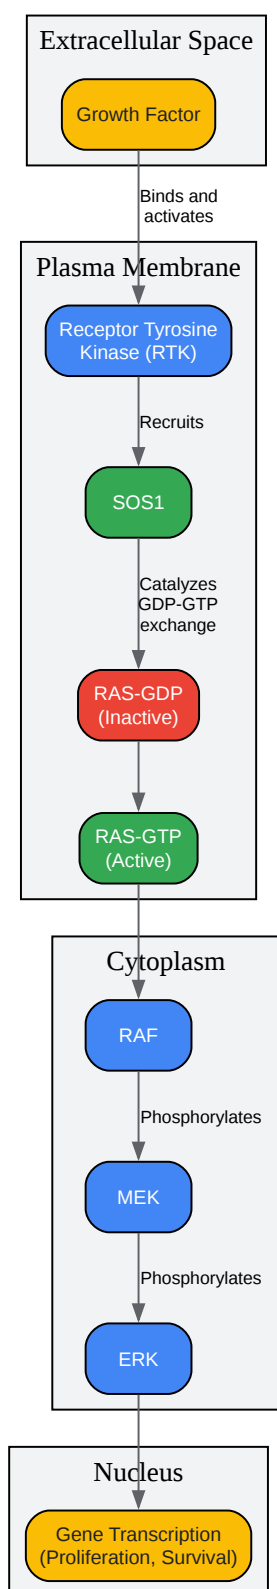 Extracellular Space
Growth Factor
Binds and
activates
Plasma Membrane
Receptor Tyrosine
Kinase (RTK)
Recruits
SOS1
Catalyzes
GDP-GTP
exchange
RAS-GDP
(Inactive)
RAS-GTP
(Active)
Cytoplasm
RAF
Phosphorylates
MEK
Phosphorylates
ERK
Nucleus
Gene Transcription
(Proliferation, Survival)